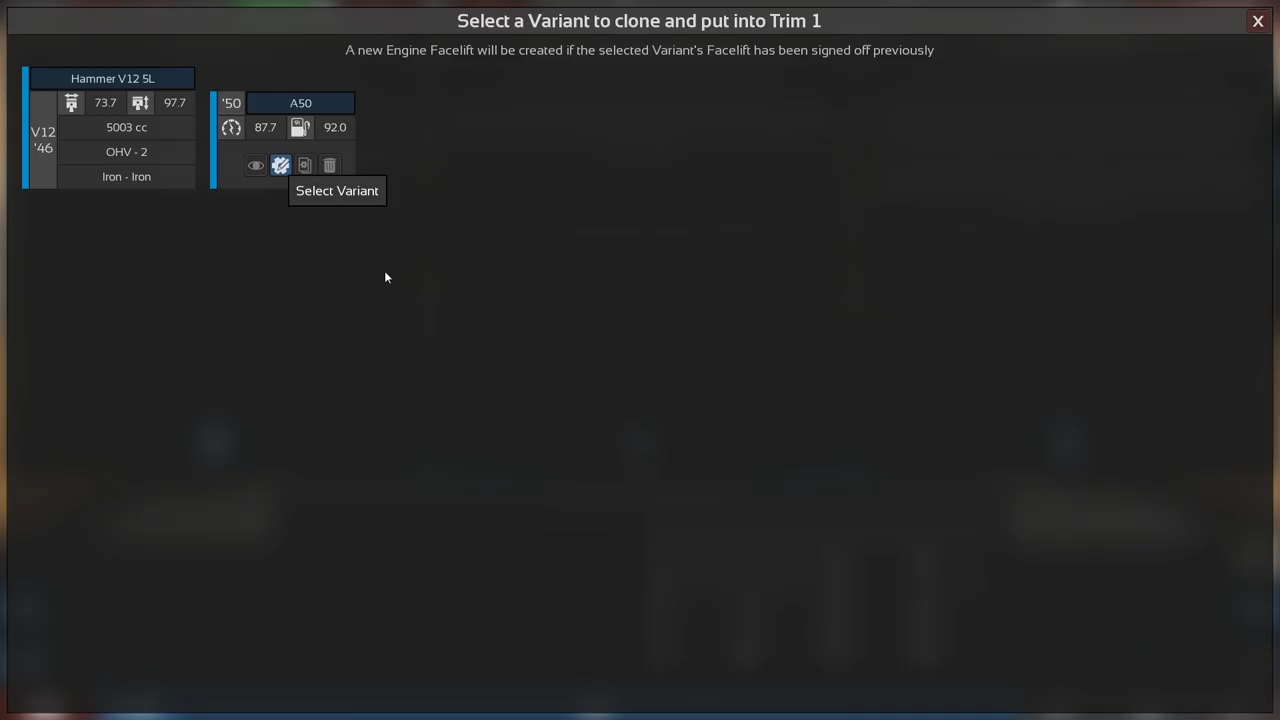 Select a Variant to clone and put into Trim 1
X
A new Engine Facelift will be created if the selected Variant's Facelift has been signed off previously
Hammer V12 5L
V12
'46
73.7
97.7
5003 cc
OHV - 2
Iron - Iron
'50
A50
87.7
92.0
Select Variant